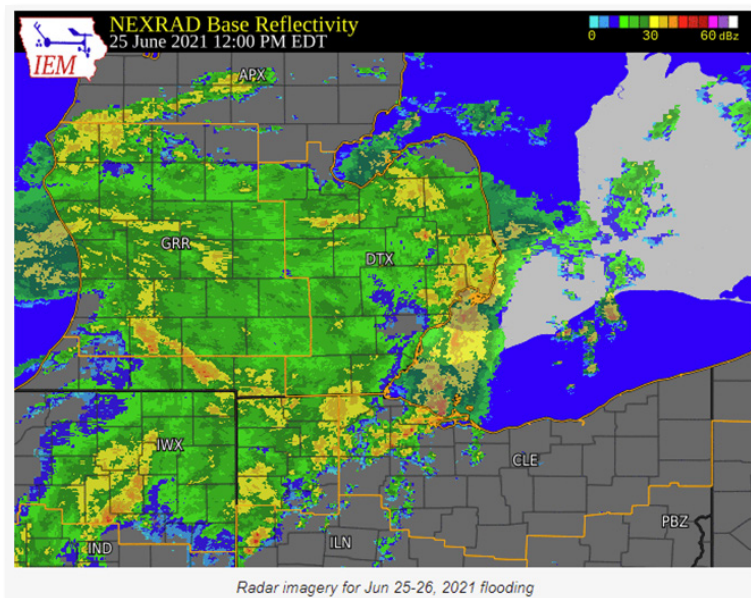 NEXRAD Base Reflectivity
25 June 2021 12:00 PM EDT
IEM
0 30 60 dBz
APX
GRR
DTX
IWX
CLE
PBZ
IND
ILN
Radar imagery for Jun 25-26, 2021 flooding